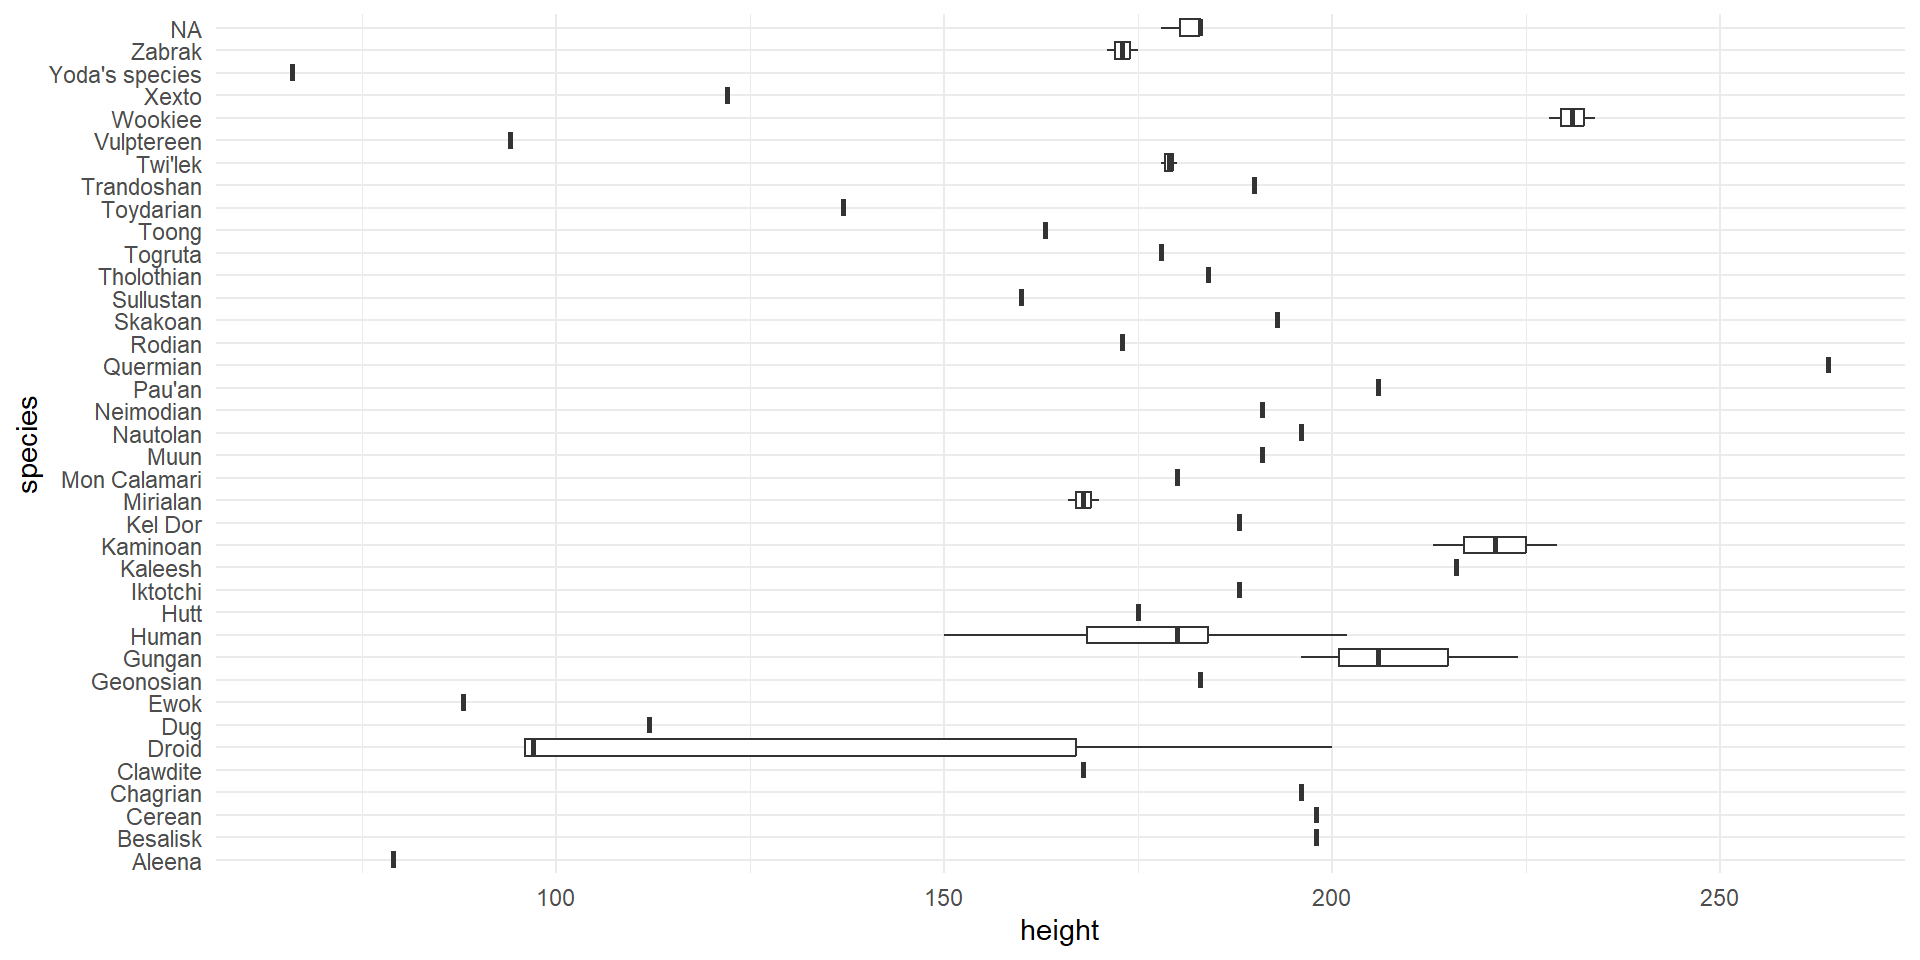 NA
Zabrak
Yoda's species
Xexto
Wookiee
Vulptereen
Twi'lek
Trandoshan
Toydarian
Toong
Togruta
Tholothian
Sullustan
Skakoan
Rodian
Quermian
Pau'an
Neimodian
Nautolan
Muun
Mon Calamari
Mirialan
Kel Dor
Kaminoan
Kaleesh
Iktotchi
Hutt
Human
Gungan
Geonosian
Ewok
Dug
Droid
Clawdite
Chagrian
Cerean
Besalisk
Aleena
species
100 150 200 250
height